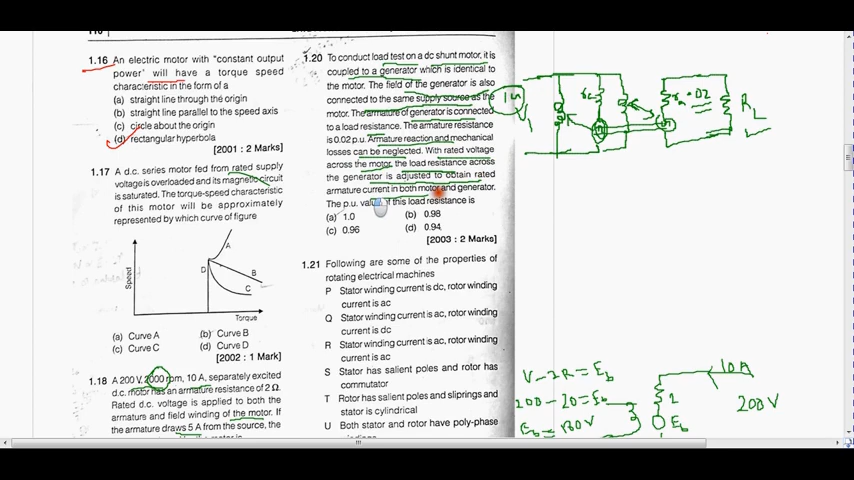 1.16 An electric motor with "constant output
power" will have a torque speed
characteristic in the form of a
(a) straight line through the origin
(b) straight line parallel to the speed axis
(c) circle about the origin
(d) rectangular hyperbola
[2001 : 2 Marks]
1.17 A d.c. series motor fed from rated supply
voltage is overloaded and its magnetic circuit
is saturated. The torque-speed characteristic
of this motor will be approximately
represented by which curve of figure
A
D
B
C
Speed
Torque
(a) Curve A (b) Curve B
(c) Curve C (d) Curve D
[2002 : 1 Mark]
1.18 A 200 V, 2000 rpm, 10 A, separately excited
d.c. motor has an armature resistance of 2 Ω.
Rated d.c. voltage is applied to both the
armature and field winding of the motor. If
the armature draws 5 A from the source, the
1.20 To conduct load test on a dc shunt motor, it is
coupled to a generator which is identical to
the motor. The field of the generator is also
connected to the same supply source as the
motor. The armature of generator is connected
to a load resistance. The armature resistance
is 0.02 p.u. Armature reaction and mechanical
losses can be neglected. With rated voltage
across the motor, the load resistance across
the generator is adjusted to obtain rated
armature current in both motor and generator.
The p.u. value of this load resistance is
(a) 1.0 (b) 0.98
(c) 0.96 (d) 0.94
[2003 : 2 Marks]
1.21 Following are some of the properties of
rotating electrical machines
P Stator winding current is dc, rotor winding
current is ac
Q Stator winding current is ac, rotor winding
current is dc
R Stator winding current is ac, rotor winding
current is ac
S Stator has salient poles and rotor has
commutator
T Rotor has salient poles and sliprings and
stator is cylindrical
U Both stator and rotor have poly-phase
RL
V - IR = Eb
200 - 20 = Eb
Eb = 180 V
10A
2
200V
Eb